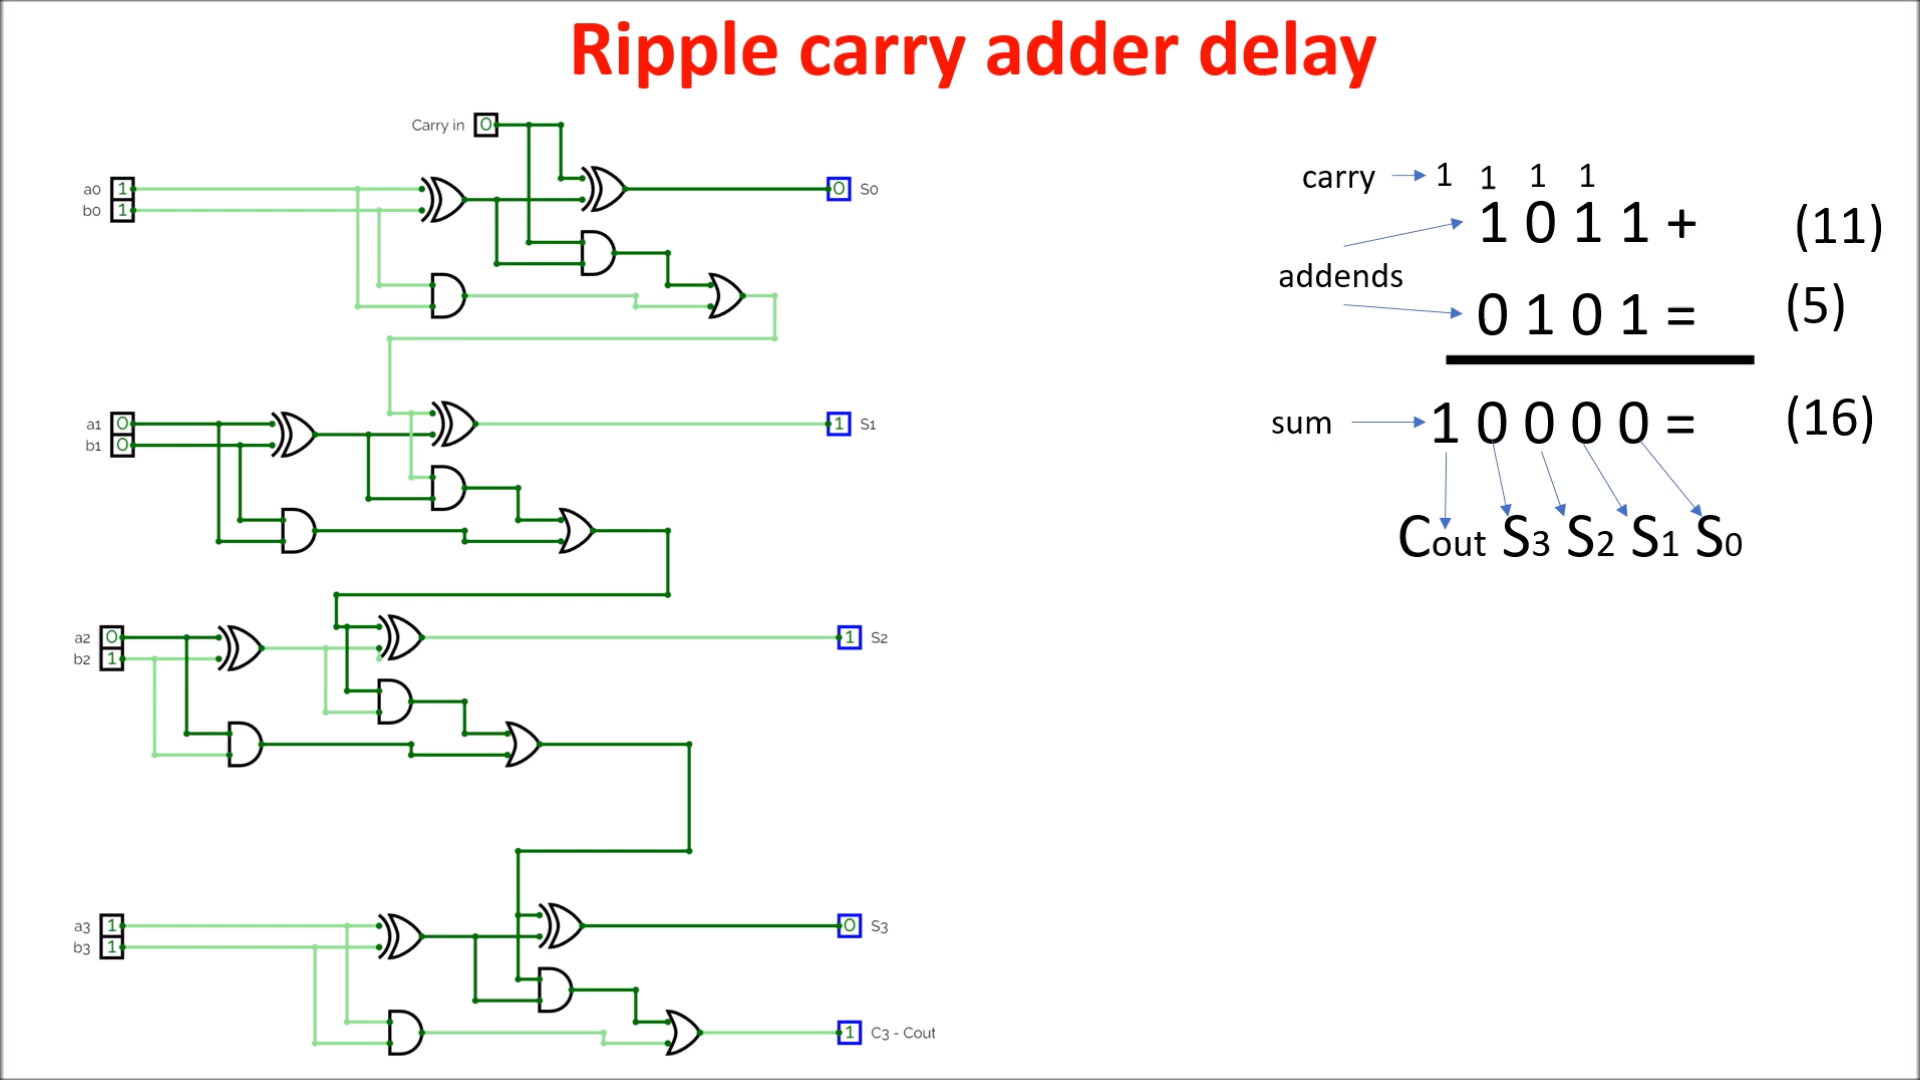 Ripple carry adder delay
Carry in 0
a0 1
b0 1
0 S0
a1 0
b1 0
1 S1
a2 0
b2 1
1 S2
a3 1
b3 1
0 S3
1 C3 - Cout
carry 1 1 1 1
1 0 1 1 + (11)
addends
0 1 0 1 = (5)
sum 1 0 0 0 0 = (16)
Cout S3 S2 S1 S0